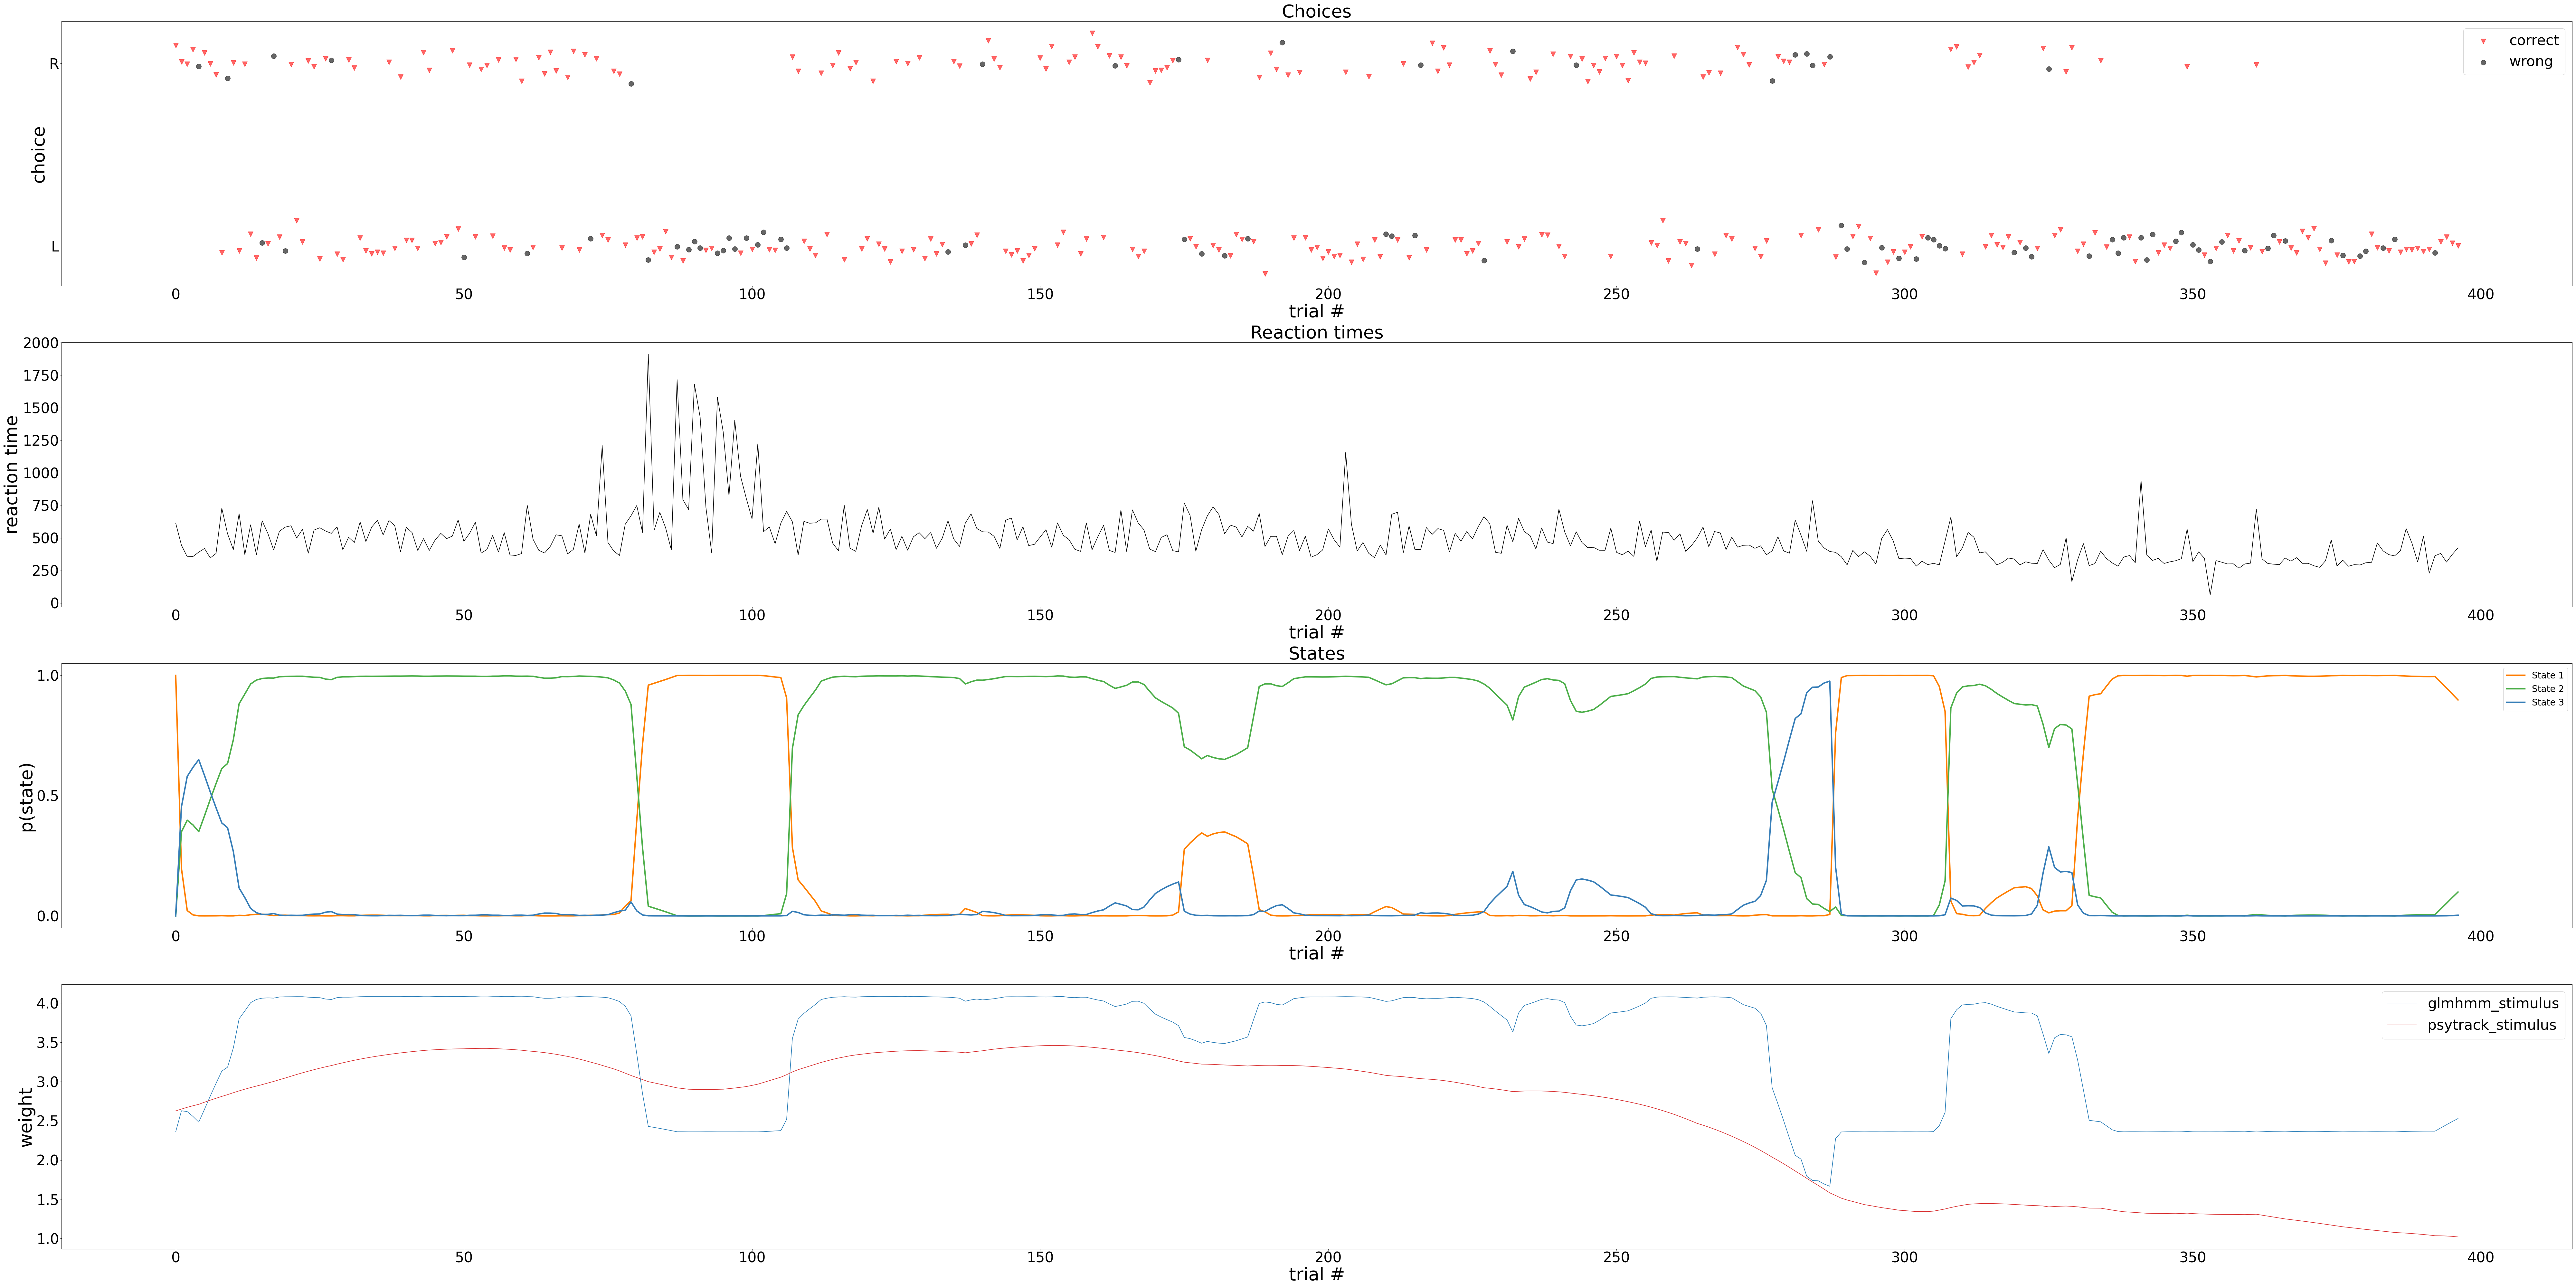 Choices
R
L
choice
correct
wrong
0 50 100 150 200 250 300 350 400
trial #
Reaction times
2000
1750
1500
1250
1000
750
500
250
0
reaction time
0 50 100 150 200 250 300 350 400
trial #
States
1.0
0.5
0.0
p(state)
State 1
State 2
State 3
0 50 100 150 200 250 300 350 400
trial #
4.0
3.5
3.0
2.5
2.0
1.5
1.0
weight
glmhmm_stimulus
psytrack_stimulus
0 50 100 150 200 250 300 350 400
trial #